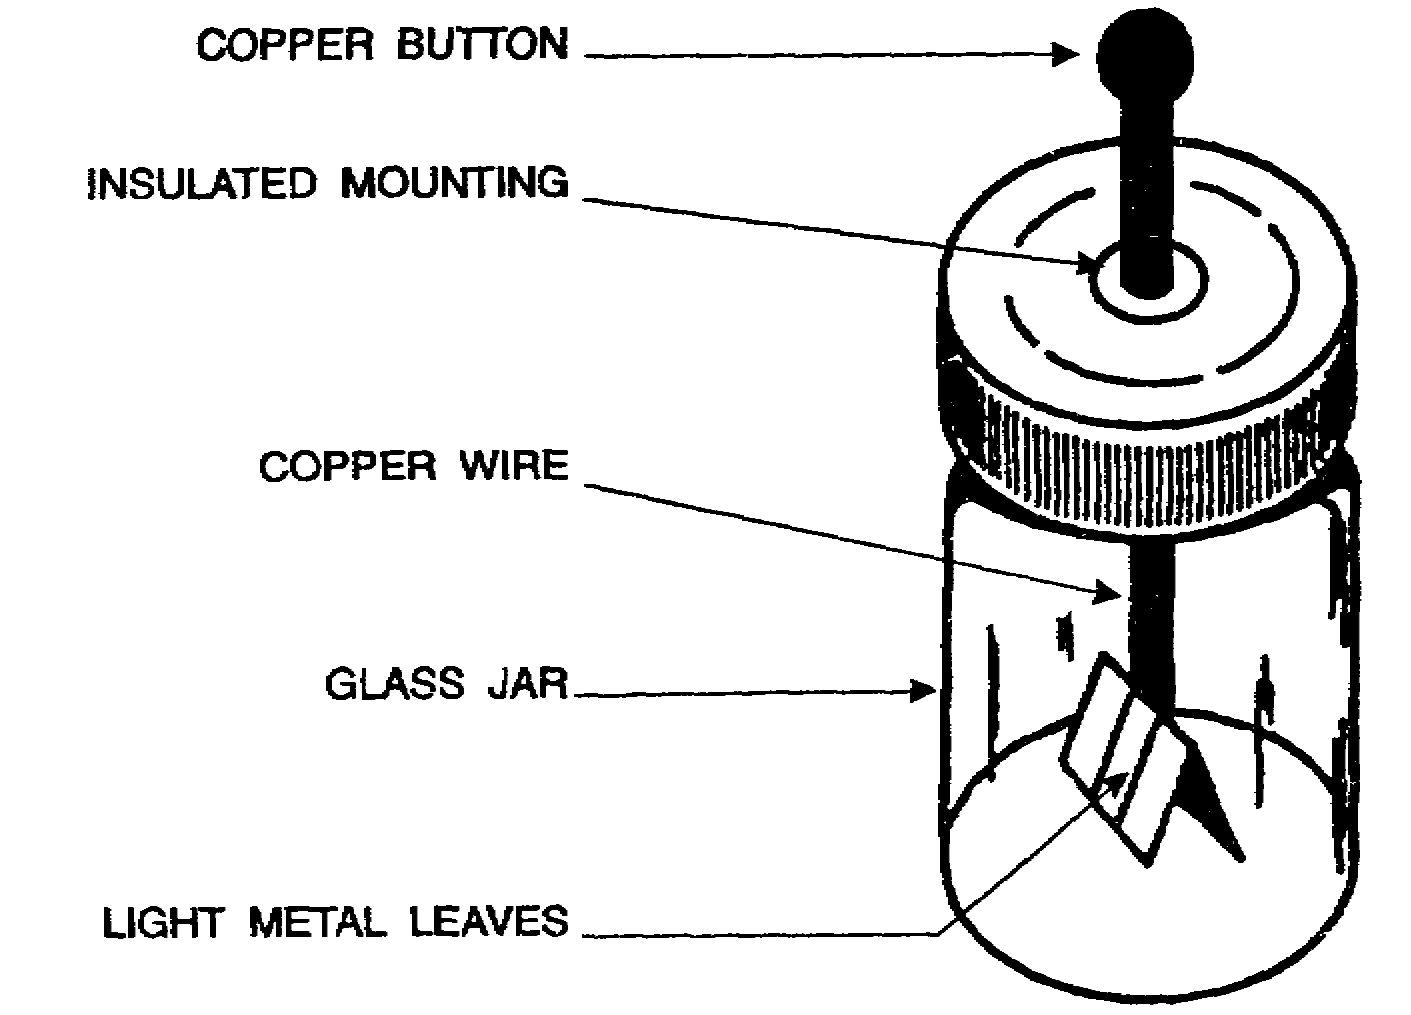 COPPER BUTTON
INSULATED MOUNTING
COPPER WIRE
GLASS JAR
LIGHT METAL LEAVES